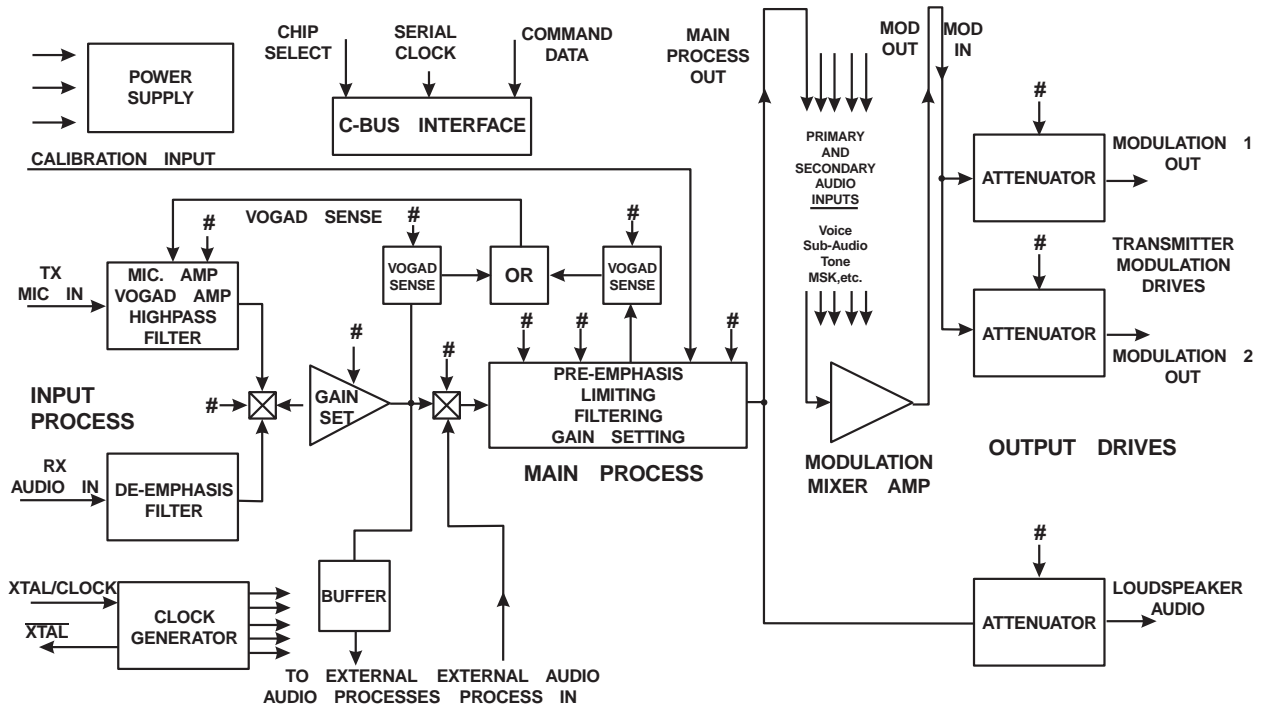 CHIP
SELECT
SERIAL
CLOCK
COMMAND
DATA
MAIN
PROCESS
OUT
MOD
OUT
MOD
IN
POWER
SUPPLY
C-BUS INTERFACE
CALIBRATION INPUT
PRIMARY
AND
SECONDARY
AUDIO
INPUTS
Voice
Sub-Audio
Tone
MSK,etc.
#
ATTENUATOR
MODULATION 1
OUT
VOGAD SENSE
#
#
#
TX
MIC IN
MIC. AMP
VOGAD AMP
HIGHPASS
FILTER
VOGAD
SENSE
OR
VOGAD
SENSE
#
ATTENUATOR
TRANSMITTER
MODULATION
DRIVES
MODULATION 2
OUT
#
#
#
#
#
INPUT
PROCESS
#
GAIN
SET
PRE-EMPHASIS
LIMITING
FILTERING
GAIN SETTING
MAIN PROCESS
MODULATION
MIXER AMP
OUTPUT DRIVES
RX
AUDIO IN
DE-EMPHASIS
FILTER
#
ATTENUATOR
LOUDSPEAKER
AUDIO
XTAL/CLOCK
XTAL
CLOCK
GENERATOR
BUFFER
TO EXTERNAL
AUDIO PROCESSES
EXTERNAL AUDIO
PROCESS IN